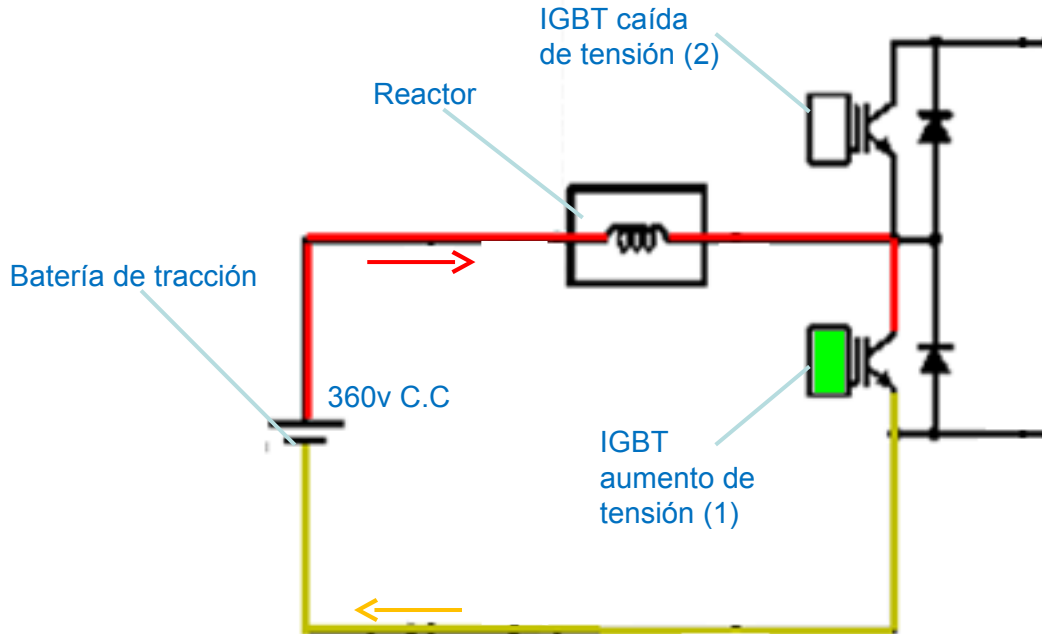 IGBT caída
de tensión (2)
Reactor
Batería de tracción
360v C.C
IGBT
aumento de
tensión (1)